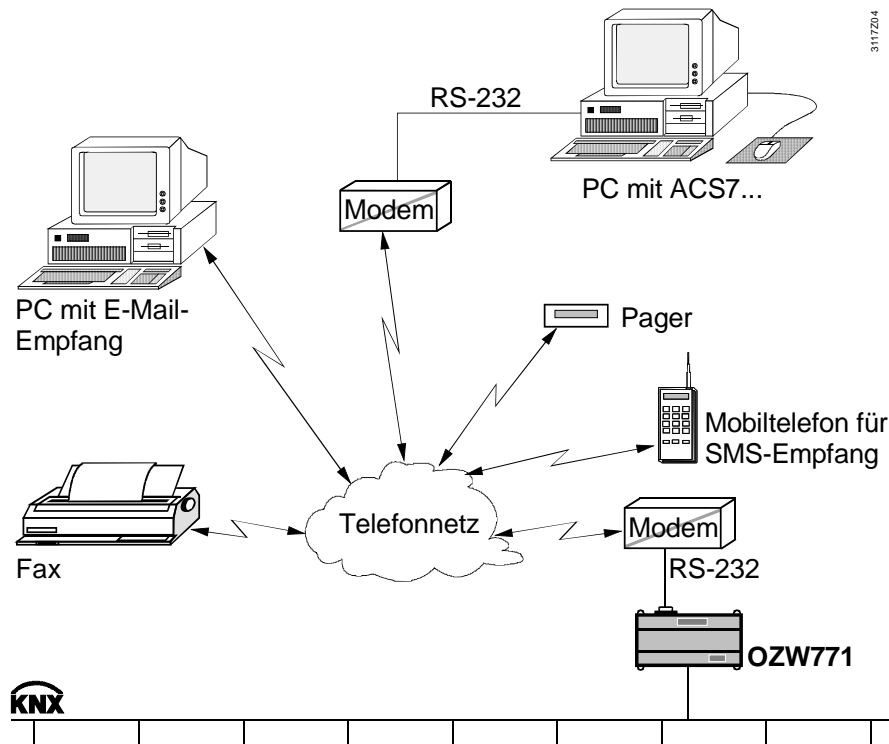 3117Z04
RS-232
PC mit ACS7...
Modem
PC mit E-Mail-
Empfang
Pager
Mobiltelefon für
SMS-Empfang
Telefonnetz
Modem
Fax
RS-232
OZW771
KNX